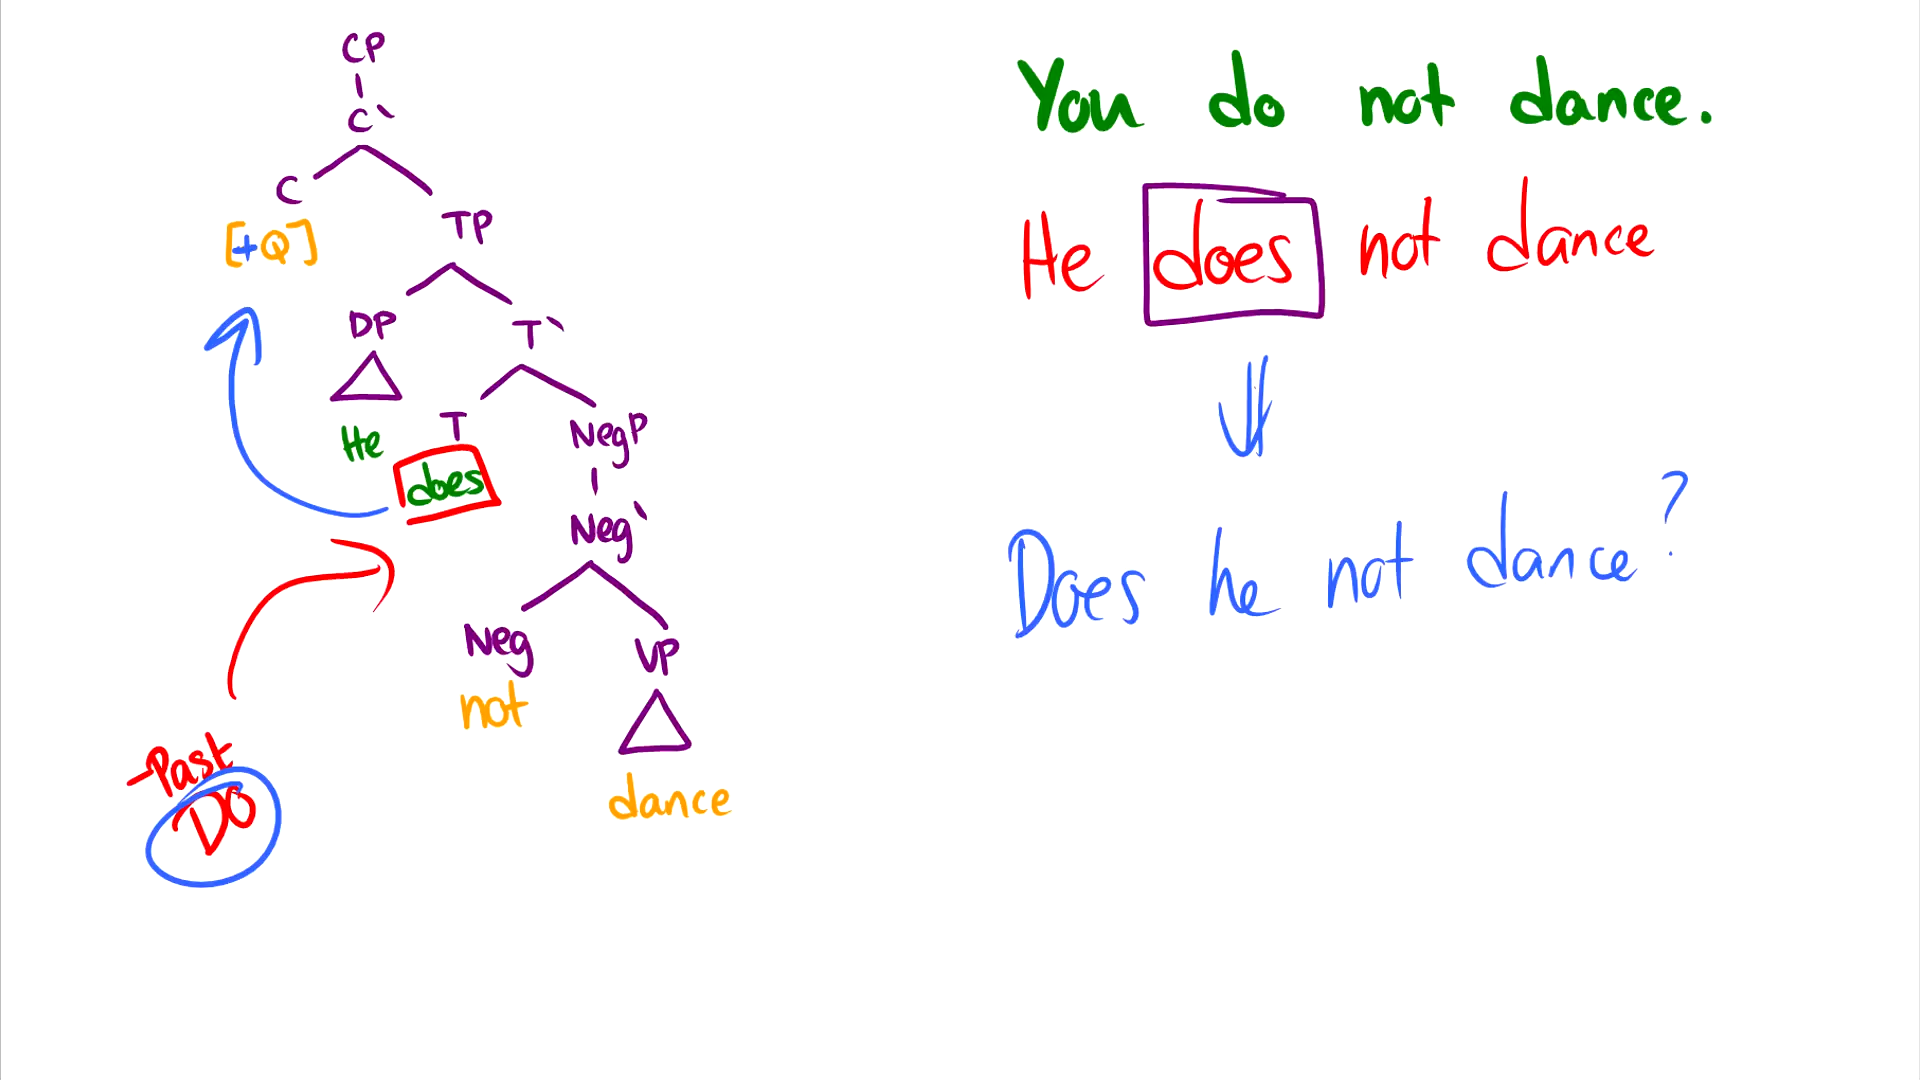 CP
C`
C
[+Q]
TP
DP
T`
He
T
does
NegP
Neg`
Neg
not
VP
dance
-Past
DO
You do not dance.
He does not dance
Does he not dance?